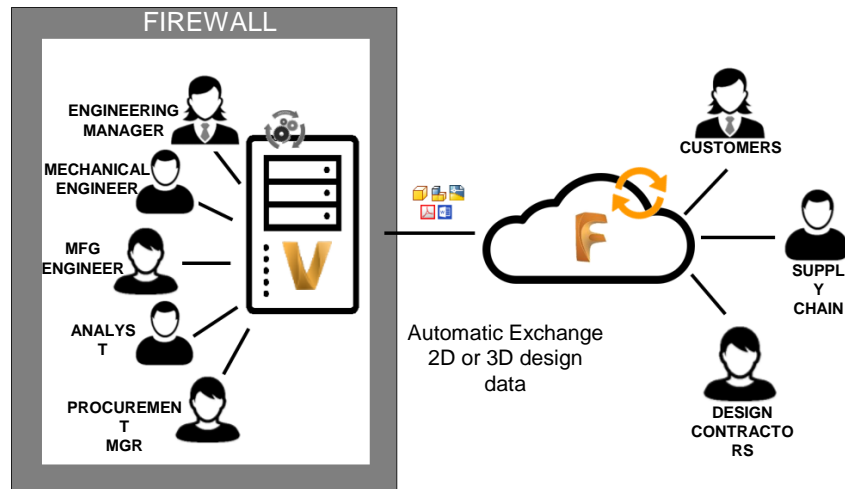 FIREWALL
ENGINEERING
MANAGER
MECHANICAL
ENGINEER
MFG
ENGINEER
ANALYS
T
PROCUREMEN
T
MGR
V
Automatic Exchange
2D or 3D design
data
F
CUSTOMERS
SUPPL
Y
CHAIN
DESIGN
CONTRACTO
RS